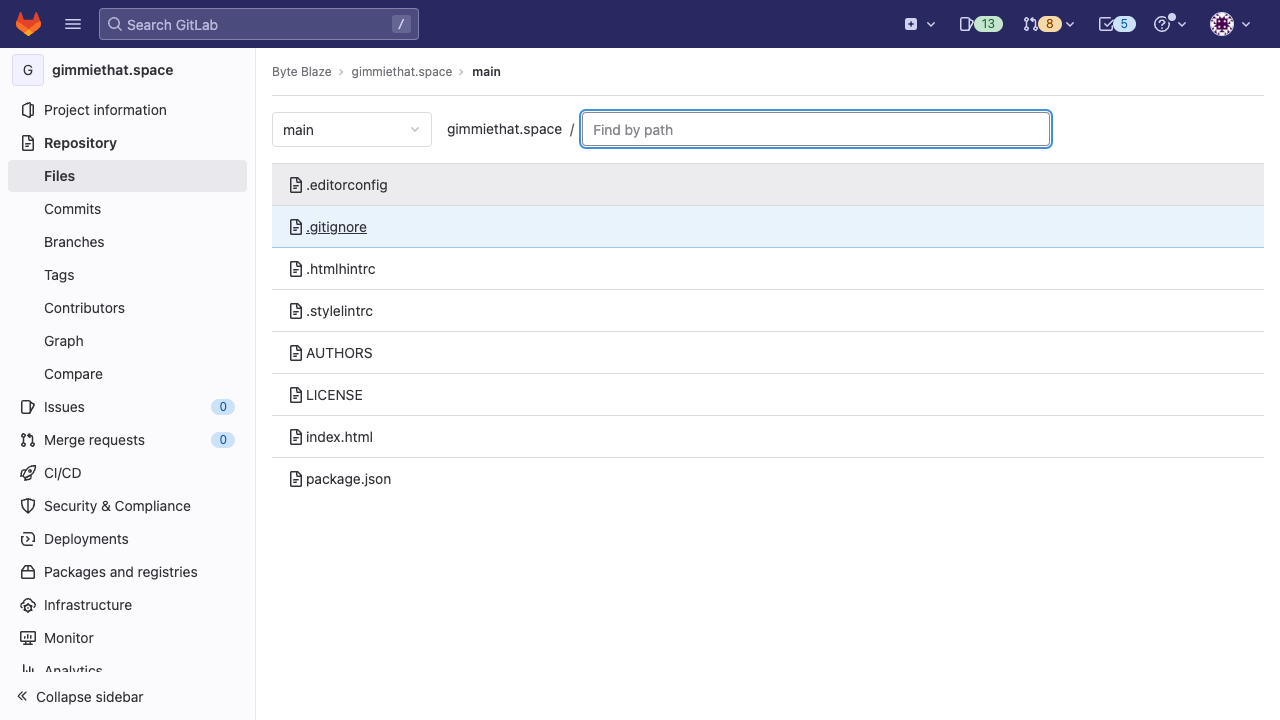 Search GitLab
/
13
8
5
G
gimmiethat.space
Project information
Repository
Files
Commits
Branches
Tags
Contributors
Graph
Compare
Issues
0
Merge requests
0
CI/CD
Security & Compliance
Deployments
Packages and registries
Infrastructure
Monitor
Analytics
Collapse sidebar
Byte Blaze
gimmiethat.space
main
main
gimmiethat.space /
Find by path
.editorconfig
.gitignore
.htmlhintrc
.stylelintrc
AUTHORS
LICENSE
index.html
package.json